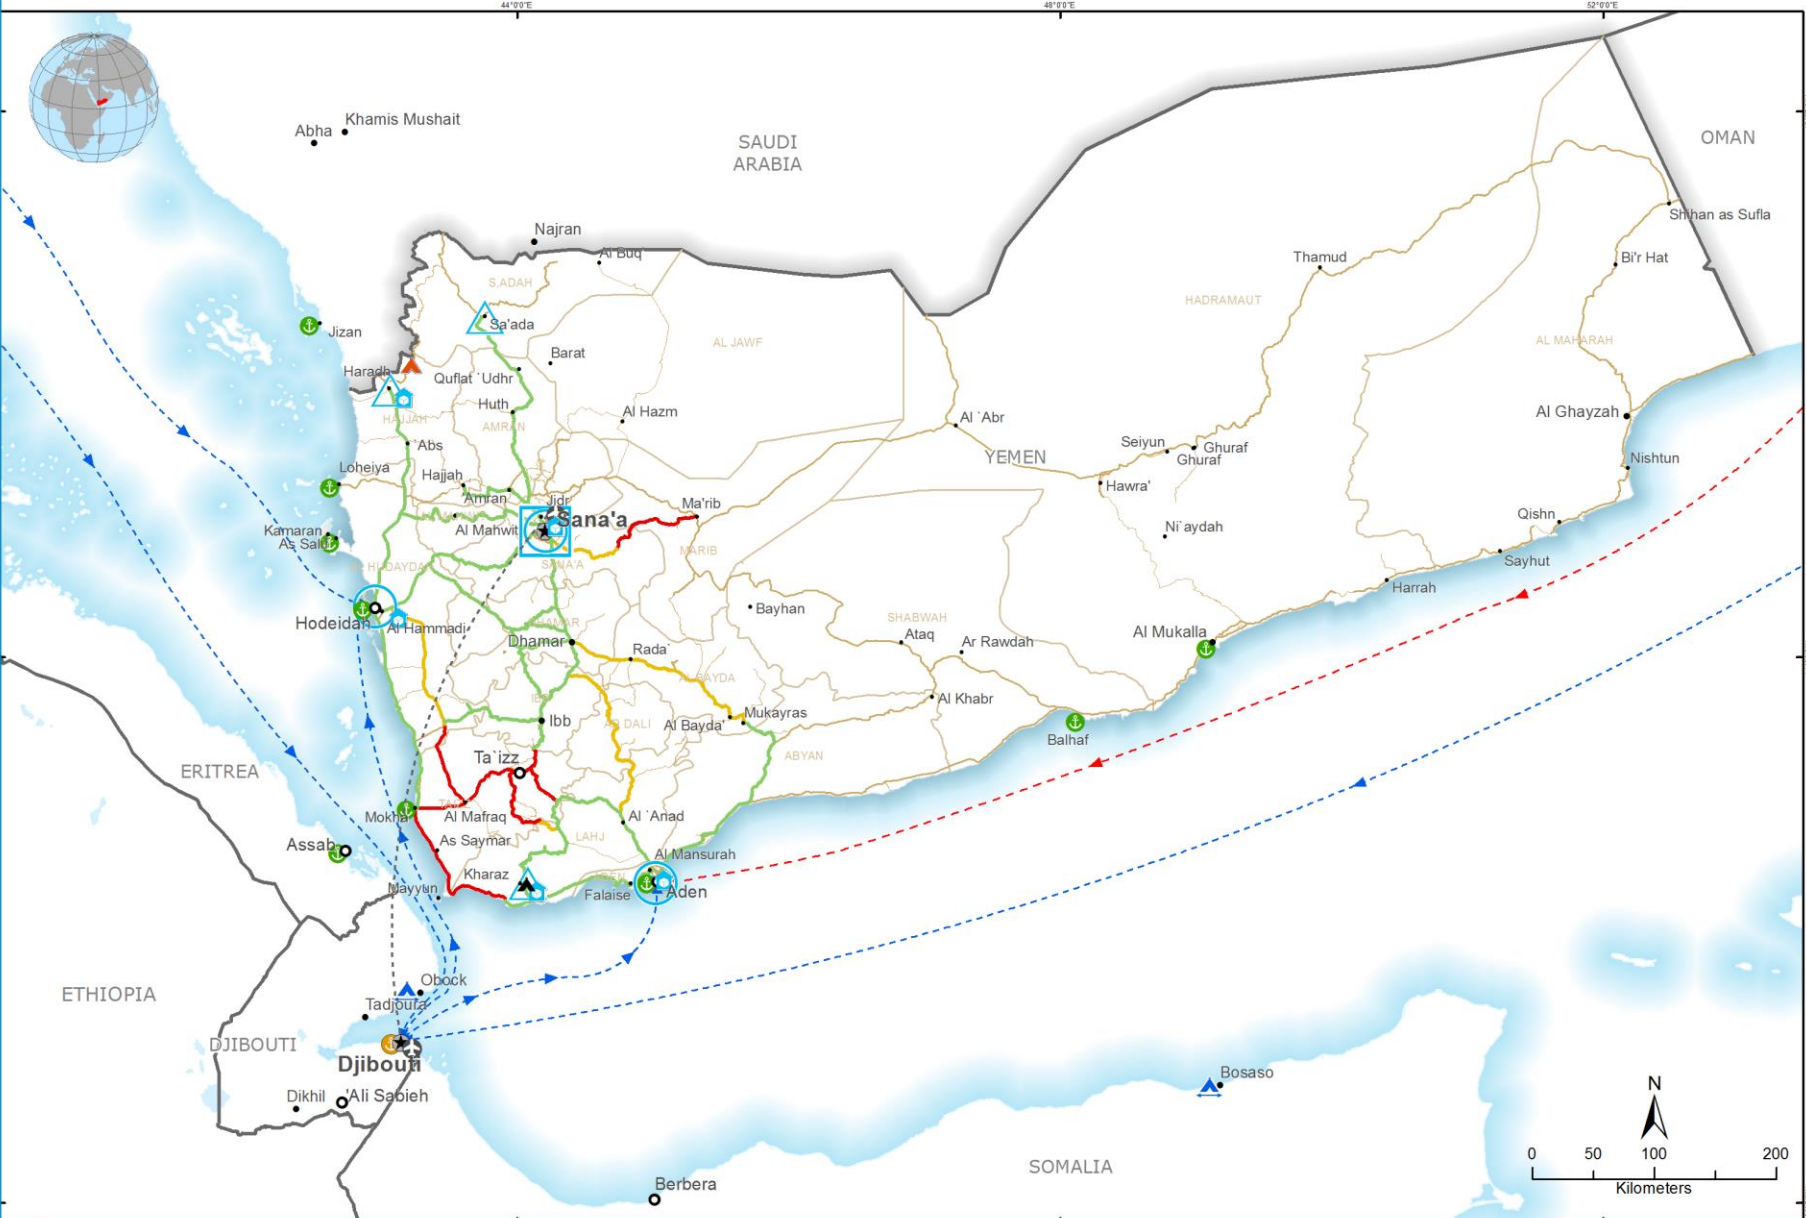 44°0'0"E
48°0'0"E
52°0'0"E
Khamis Mushait
Abha
SAUDI
ARABIA
OMAN
Shihan as Sufla
Najran
Al Buq
Bi'r Hat
Thamud
S.ADAH
HADRAMAUT
Sa'ada
Jizan
AL JAWF
AL MAHARAH
Barat
Haradh
Quflat `Udhr
Huth
Al Hazm
Al Ghayzah
HAJJAH
AMRAN
Al `Abr
`Abs
Seiyun
Ghuraf
Ghuraf
YEMEN
Nishtun
Loheiya
Hajjah
Hawra'
'Amran
Jidr
Ma'rib
Sana'a
Qishn
Kamaran
Al Mahwit
Ni`aydah
As Salif
MARIB
SANA'A
Sayhut
Harrah
Bayhan
SHABWAH
Hodeidah
Al Hammadi
Dhamar
Rada`
Ataq
Ar Rawdah
Al Mukalla
AL BAYDA
Al Khabr
Mukayras
Ibb
Al Bayda'
Balhaf
ABYAN
Ta`izz
ERITREA
Mokha
Al Mafraq
Al `Anad
As Saymar
LAHJ
Assab
Al Mansurah
Kharaz
Mayyun
Falaise
Aden
Obock
ETHIOPIA
Tadjoura
DJIBOUTI
Djibouti
Bosaso
Dikhil
'Ali Sabieh
N
0 50 100 200
Kilometers
SOMALIA
Berbera